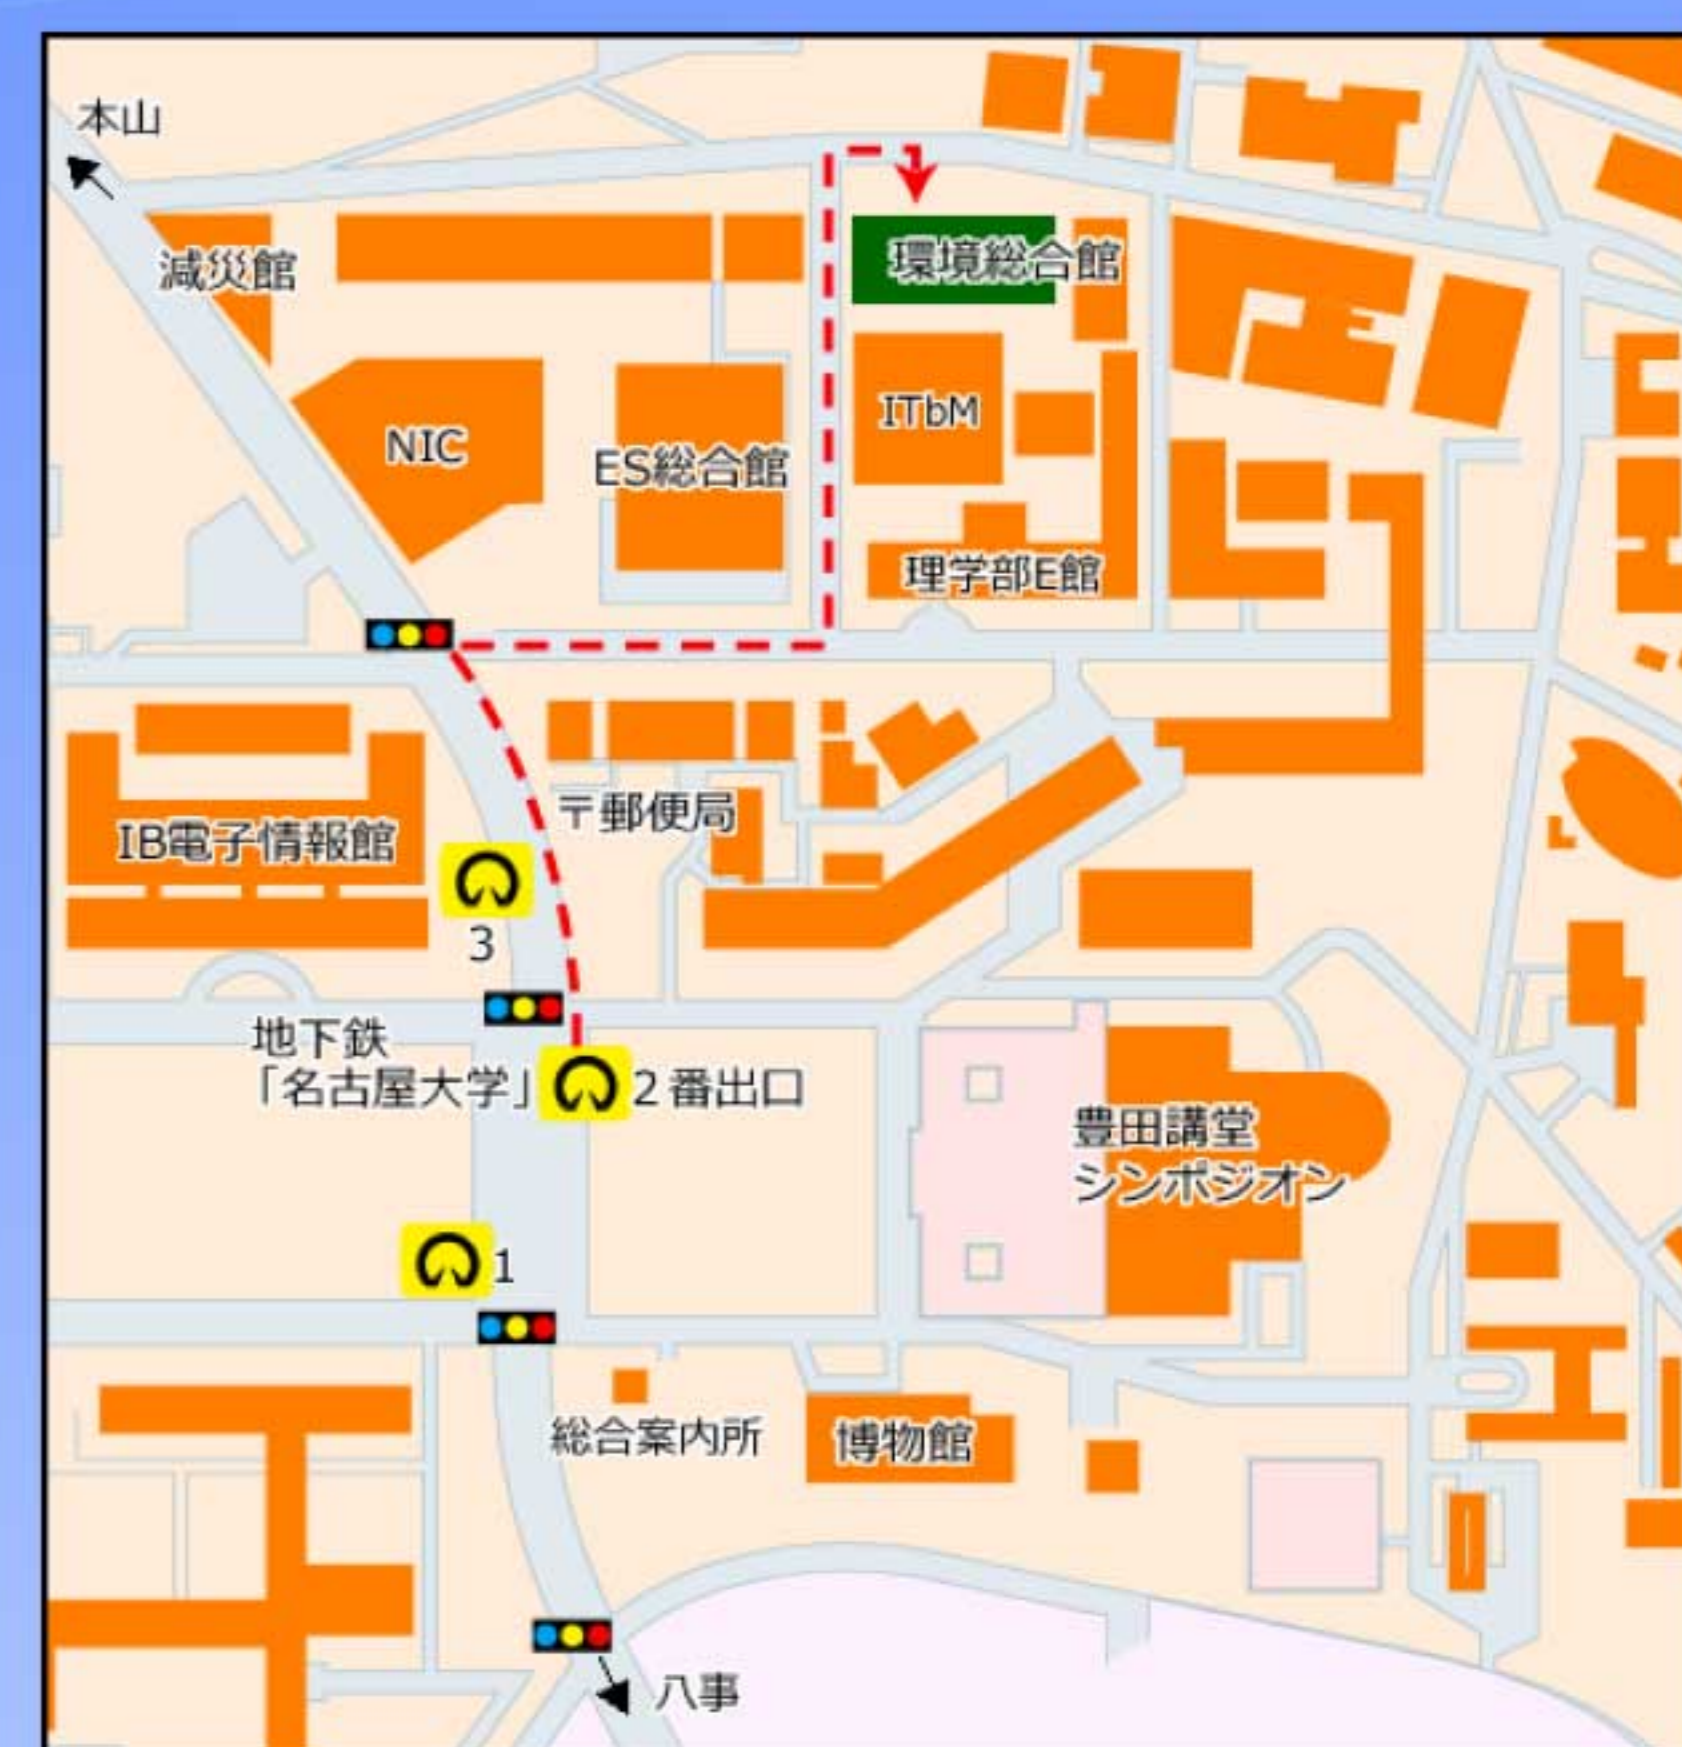 本山
減災館
環境総合館
NIC
ES総合館
ITbM
理学部E館
〒郵便局
IB電子情報館
3
地下鉄
「名古屋大学」
2番出口
豊田講堂
シンポジオン
1
総合案内所
博物館
八事